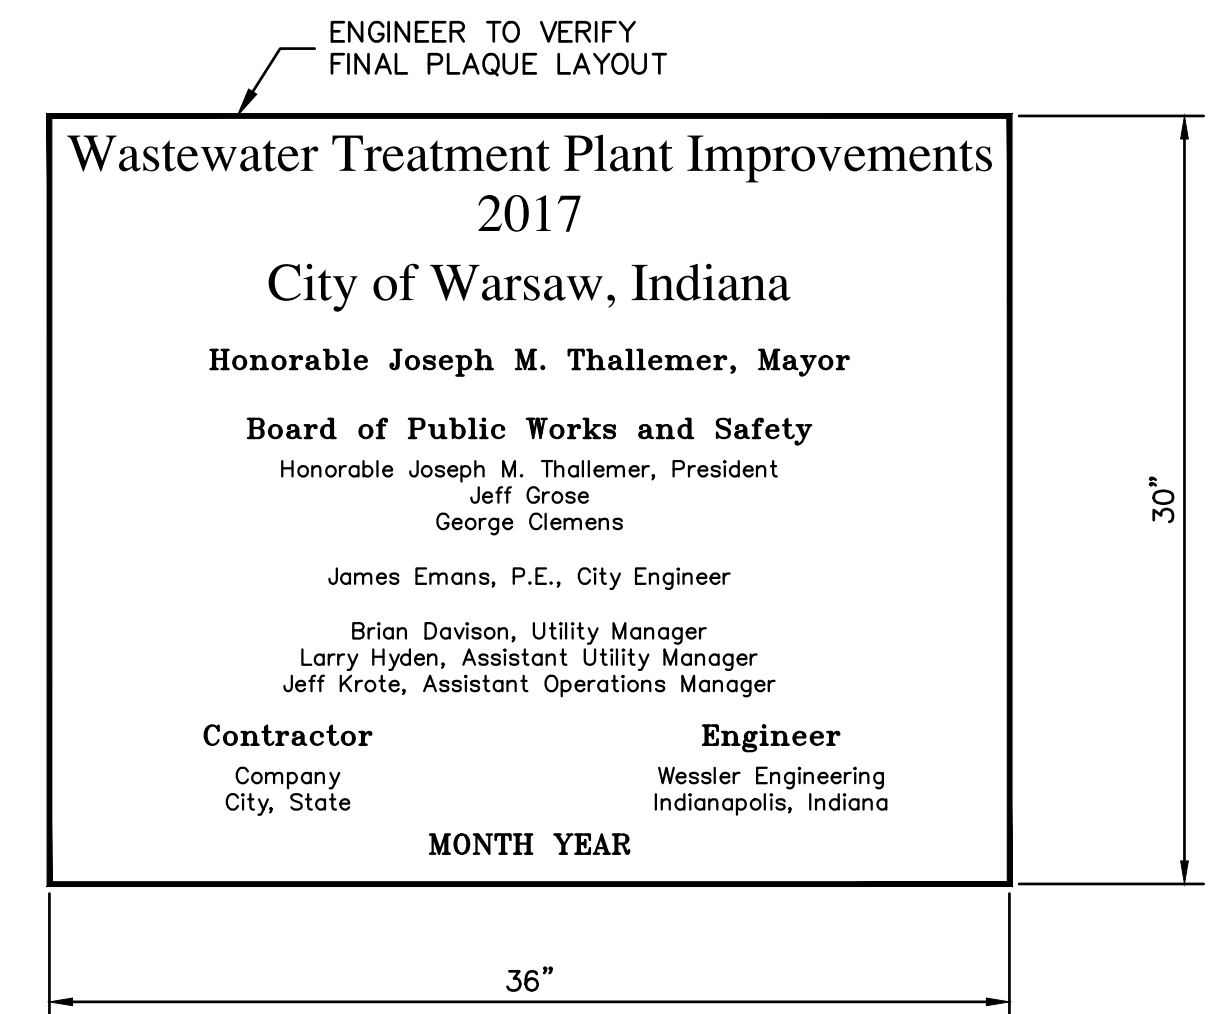 ENGINEER TO VERIFY
FINAL PLAQUE LAYOUT
Wastewater Treatment Plant Improvements
2017
City of Warsaw, Indiana
Honorable Joseph M. Thallemer, Mayor
Board of Public Works and Safety
Honorable Joseph M. Thallemer, President
Jeff Grose
George Clemens
James Emans, P.E., City Engineer
Brian Davison, Utility Manager
Larry Hyden, Assistant Utility Manager
Jeff Krote, Assistant Operations Manager
Contractor
Company
City, State
Engineer
Wessler Engineering
Indianapolis, Indiana
MONTH YEAR
30”
36”